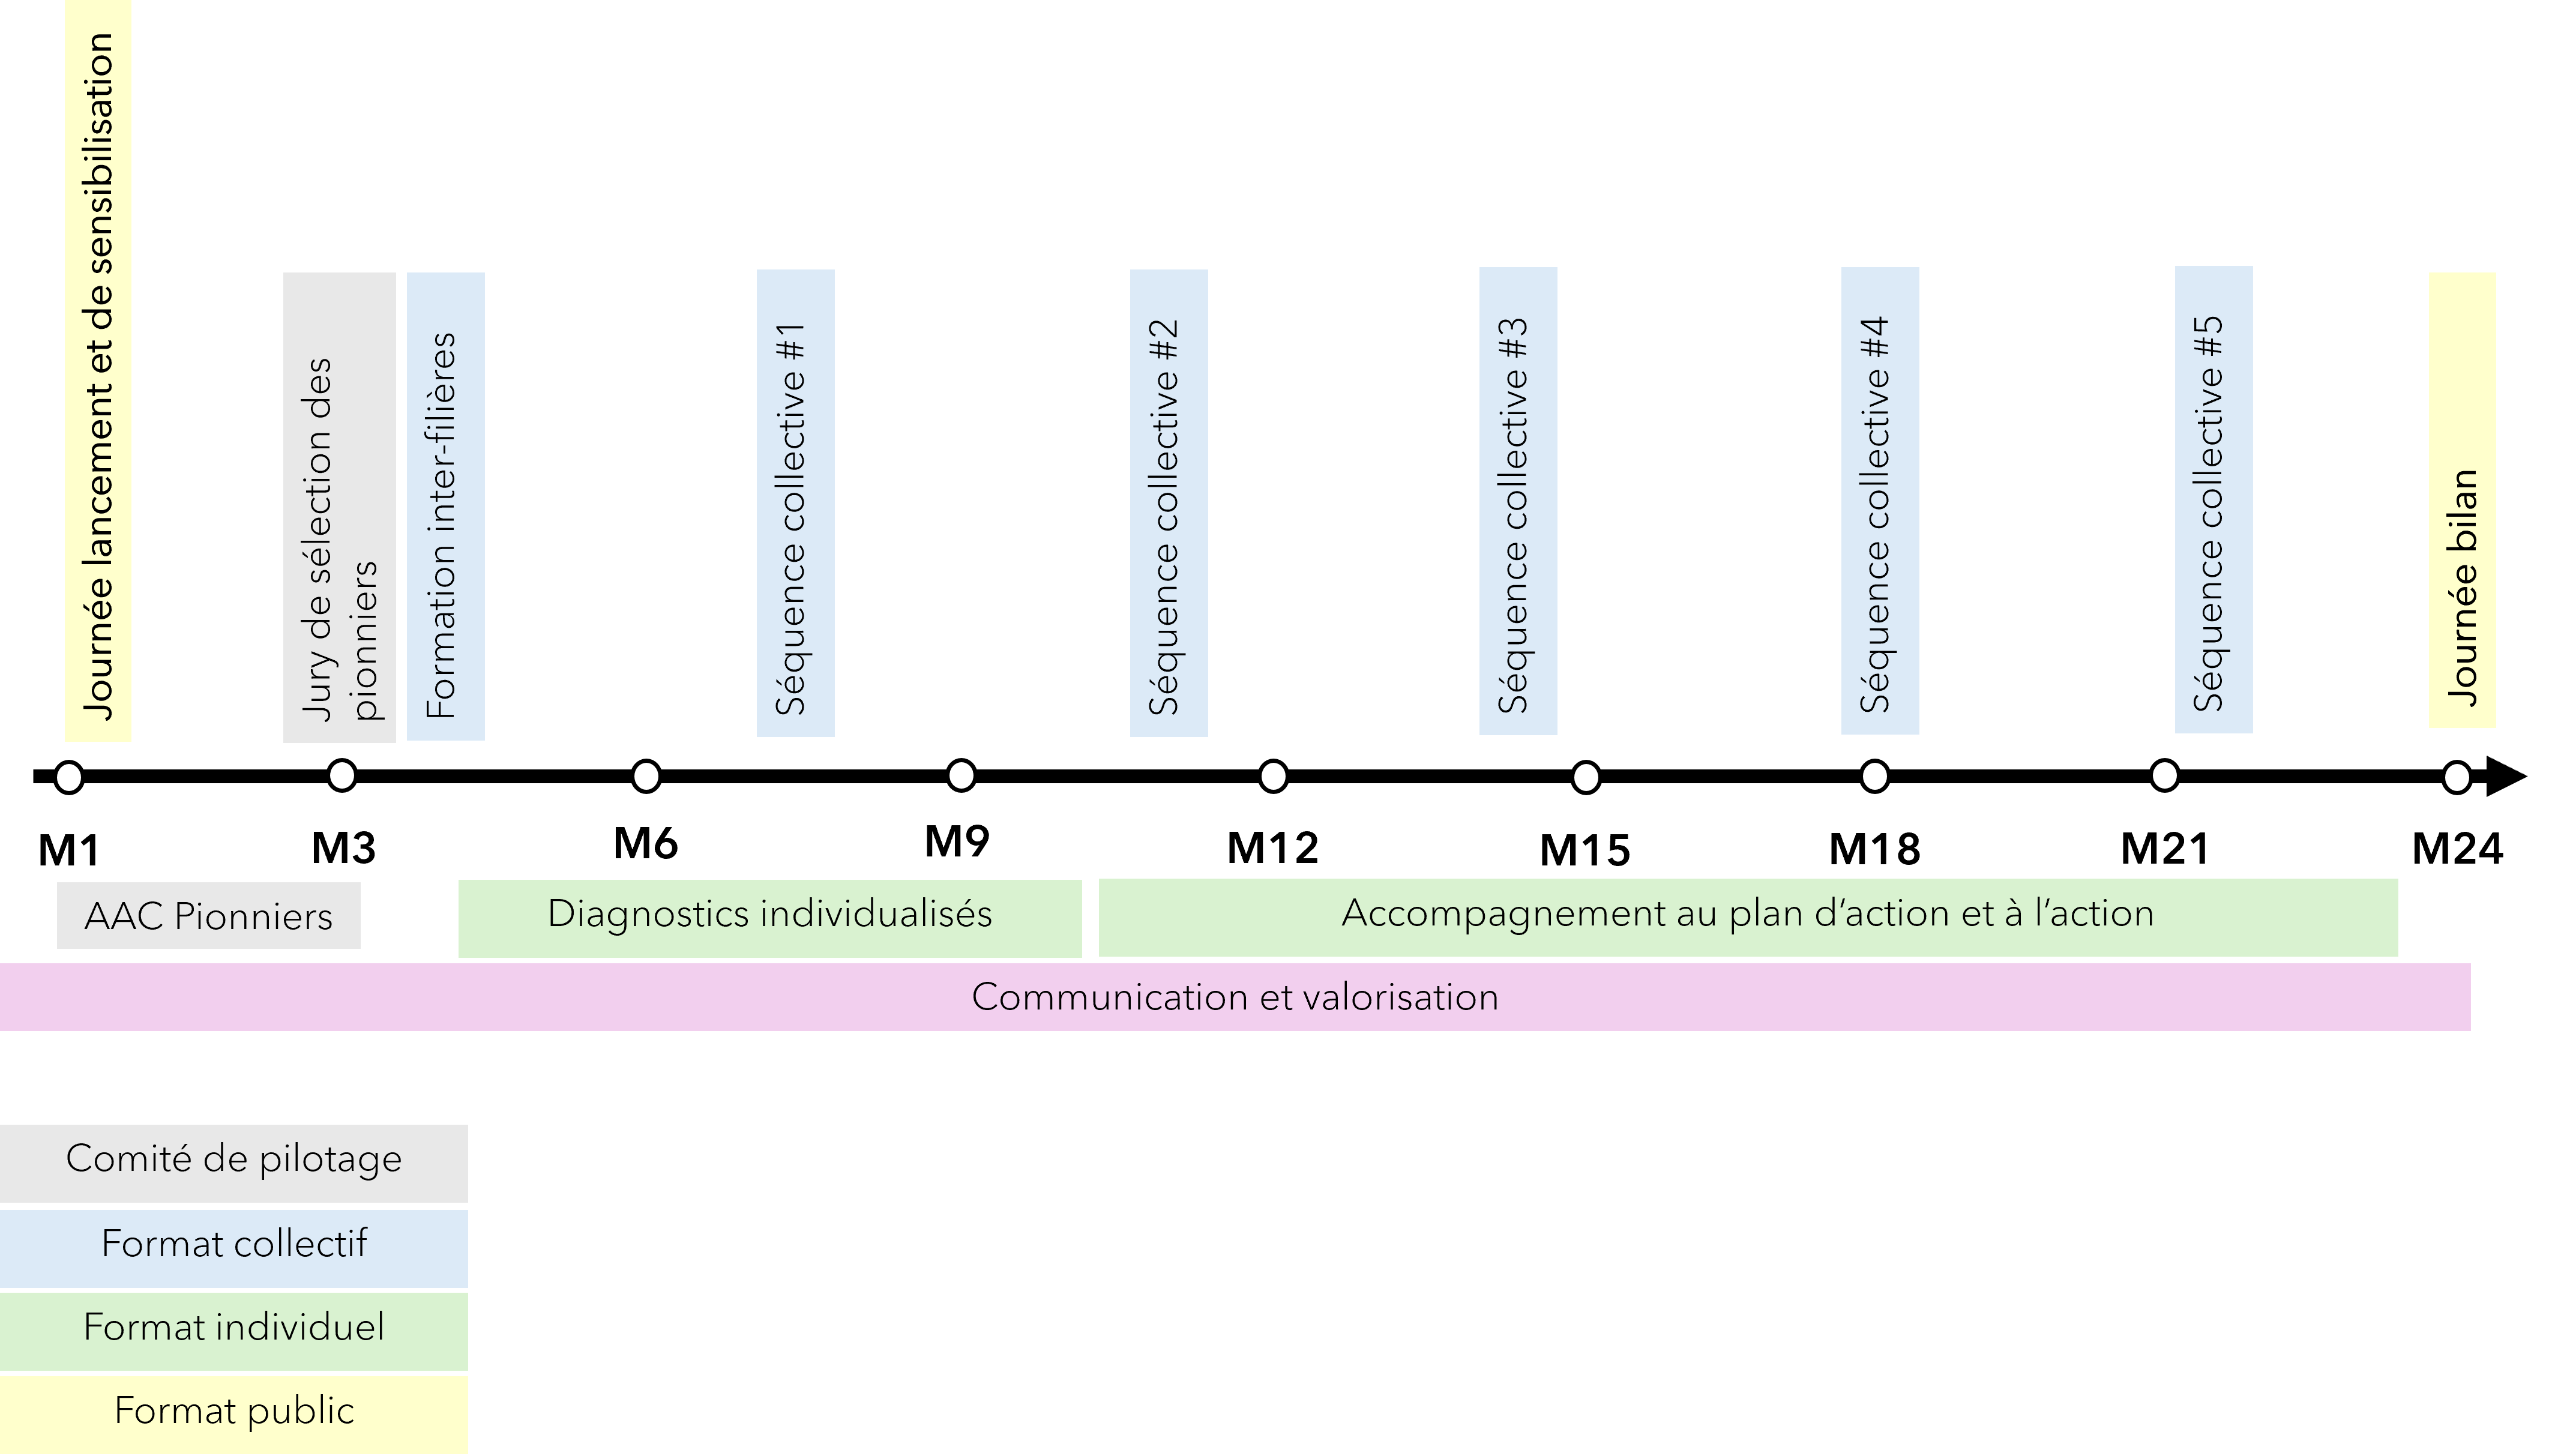 Journée lancement et de sensibilisation
Jury de sélection des
pionniers
Formation inter-filières
Séquence collective #1
Séquence collective #2
Séquence collective #3
Séquence collective #4
Séquence collective #5
Journée bilan
M1
M3
M6
M9
M12
M15
M18
M21
M24
AAC Pionniers
Diagnostics individualisés
Accompagnement au plan d’action et à l’action
Communication et valorisation
Comité de pilotage
Format collectif
Format individuel
Format public